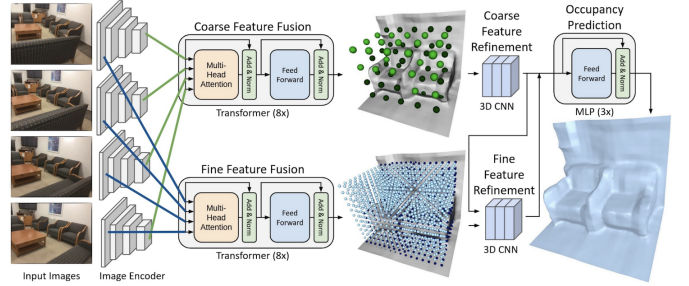 Coarse Feature Fusion
Multi-
Head
Attention
Add & Norm
Feed
Forward
Add & Norm
Transformer (8x)
Coarse
Feature
Refinement
3D CNN
Occupancy
Prediction
Feed
Forward
Add & Norm
MLP (3x)
Fine Feature Fusion
Multi-
Head
Attention
Add & Norm
Feed
Forward
Add & Norm
Transformer (8x)
Fine
Feature
Refinement
3D CNN
Input Images
Image Encoder